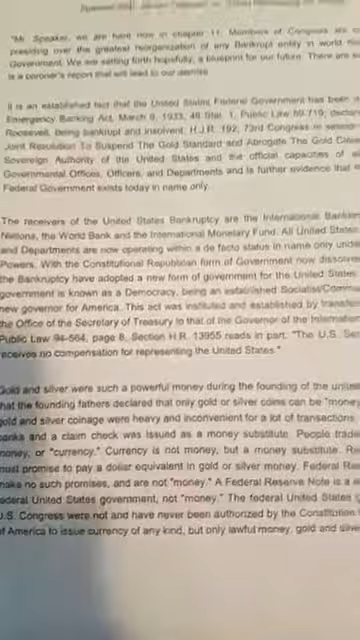 "Mr. Speaker, we are here now in chapter 11. Members of Congress are
presiding over the greatest reorganization of any Bankrupt entity in world
Government. We are setting forth hopefully, a blueprint for our future. There are
is a coroner's report that will lead to our demise.
It is an established fact that the United States Federal Government has been
Emergency Banking Act, March 9, 1933, 48 Stat. 1, Public Law 89-719; declare
Roosevelt, being bankrupt and insolvent. H.J.R. 192, 73rd Congress in session
Joint Resolution To Suspend The Gold Standard and Abrogate The Gold
Sovereign Authority of the United States and the official capacities of
Governmental Offices, Officers, and Departments and is further evidence that
Federal Government exists today in name only.
The receivers of the United States Bankruptcy are the International
Nations, the World Bank and the International Monetary Fund. All United States
and Departments are now operating within a de facto status in name only
Powers. With the Constitutional Republican form of Government now
the Bankruptcy have adopted a new form of government for the United States
government is known as a Democracy, being an established
new governor for America. This act was instituted and established by
the Office of the Secretary of Treasury to that of the Governor of the
Public Law 94-564, page 8, Section H.R. 13955 reads in part: "The U.S.
receives no compensation for representing the United States."
Gold and silver were such a powerful money during the founding of the united
that the founding fathers declared that only gold or silver coins can be "money
gold and silver coinage were heavy and inconvenient for a lot of transactions
banks and a claim check was issued as a money substitute. People
money, or "currency." Currency is not money, but a money substitute.
must promise to pay a dollar equivalent in gold or silver money. Federal
make no such promises, and are not "money." A Federal Reserve Note is a
federal United States government, not "money." The federal United States
U.S. Congress were not and have never been authorized by the Constitution
of America to issue currency of any kind, but only lawful money, gold and